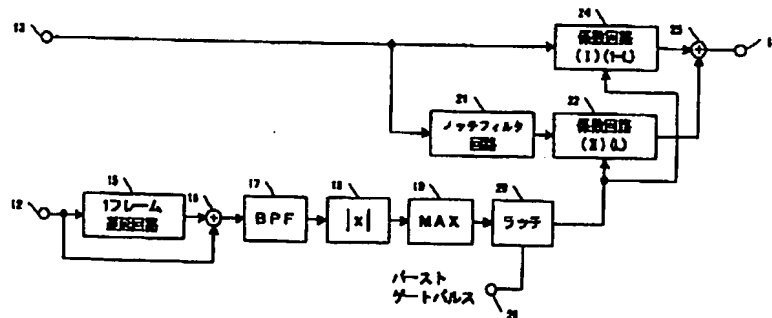 24
13
係数回路
25
(I)(1-L)
21
22
ノッチフィルタ
回路
係数回路
(II)(L)
15
16
17
18
19
20
12
1フレーム
遅延回路
BPF
|x|
MAX
ラッチ
バースト
ゲートパルス